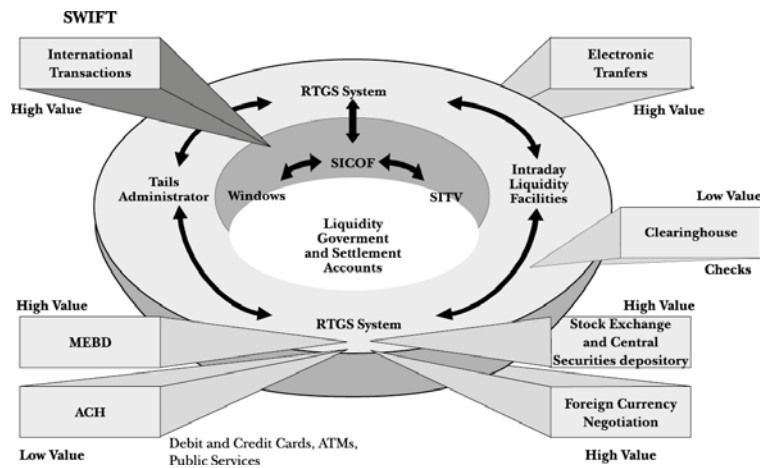 SWIFT
International
Transactions
High Value
Electronic
Tranfers
High Value
RTGS System
SICOF
Windows
SITV
Tails
Administrator
Intraday
Liquidity
Facilities
Liquidity
Goverment
and Settlement
Accounts
Low Value
Clearinghouse
Checks
RTGS System
High Value
MEBD
High Value
Stock Exchange
and Central
Securities depository
ACH
Low Value
Debit and Credit Cards, ATMs,
Public Services
Foreign Currency
Negotiation
High Value